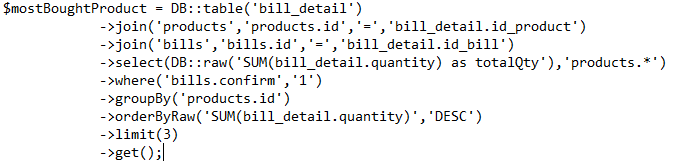 $mostBoughtProduct = DB::table('bill_detail')
->join('products','products.id','=','bill_detail.id_product')
->join('bills','bills.id','=','bill_detail.id_bill')
->select(DB::raw('SUM(bill_detail.quantity) as totalQty'),'products.*')
->where('bills.confirm','1')
->groupBy('products.id')
->orderByRaw('SUM(bill_detail.quantity)','DESC')
->limit(3)
->get();